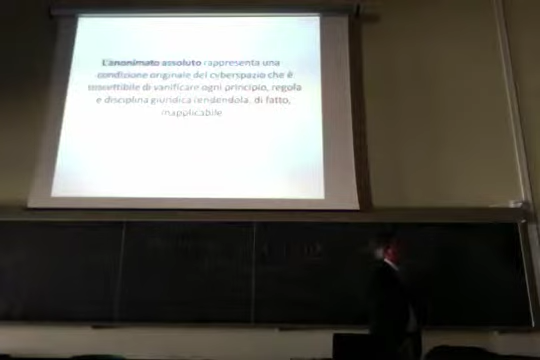 L'anonimato assoluto rappresenta una
condizione originale del cyberspazio che è
suscettibile di vanificare ogni principio, regola
e disciplina giuridica rendendola, di fatto,
inapplicabile